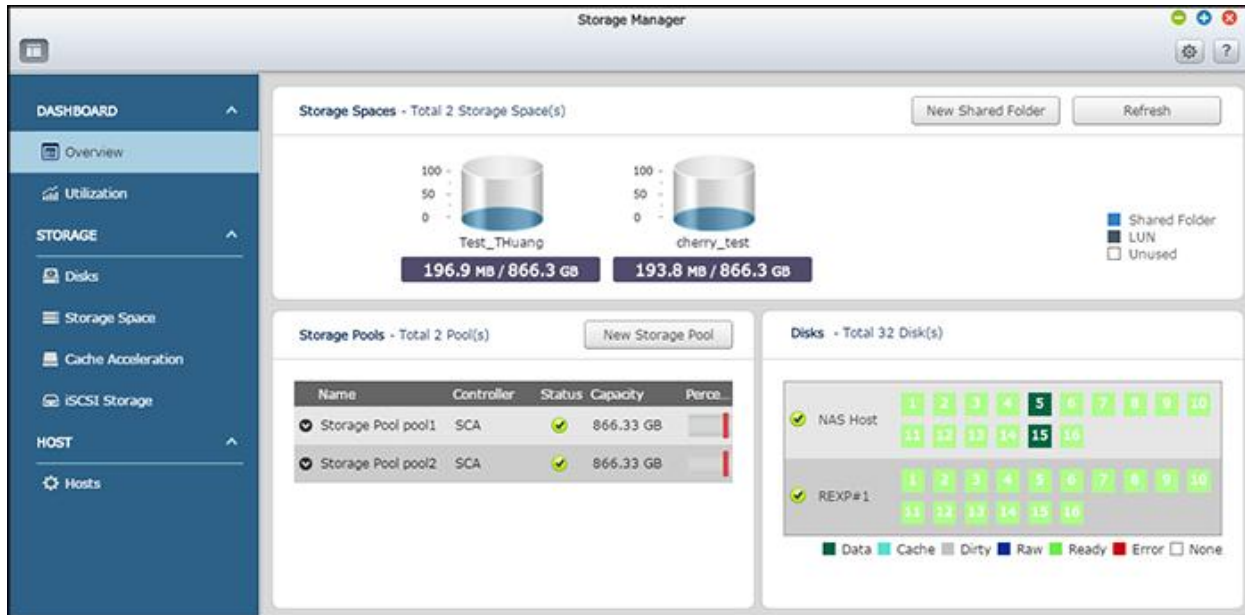 Storage Manager
?
DASHBOARD
Overview
Utilization
STORAGE
Disks
Storage Space
Cache Acceleration
iSCSI Storage
HOST
Hosts
Storage Spaces - Total 2 Storage Space(s)
New Shared Folder
Refresh
100
50
0
Test_THuang
196.9 MB / 866.3 GB
100
50
0
cherry_test
193.8 MB / 866.3 GB
Shared Folder
LUN
Unused
Storage Pools - Total 2 Pool(s)
New Storage Pool
Name Controller Status Capacity Perce...
Storage Pool pool1 SCA 866.33 GB
Storage Pool pool2 SCA 866.33 GB
Disks - Total 32 Disk(s)
NAS Host
1 2 3 4 5 6 7 8 9 10
11 12 13 14 15 16
REXP#1
1 2 3 4 5 6 7 8 9 10
11 12 13 14 15 16
Data Cache Dirty Raw Ready Error None